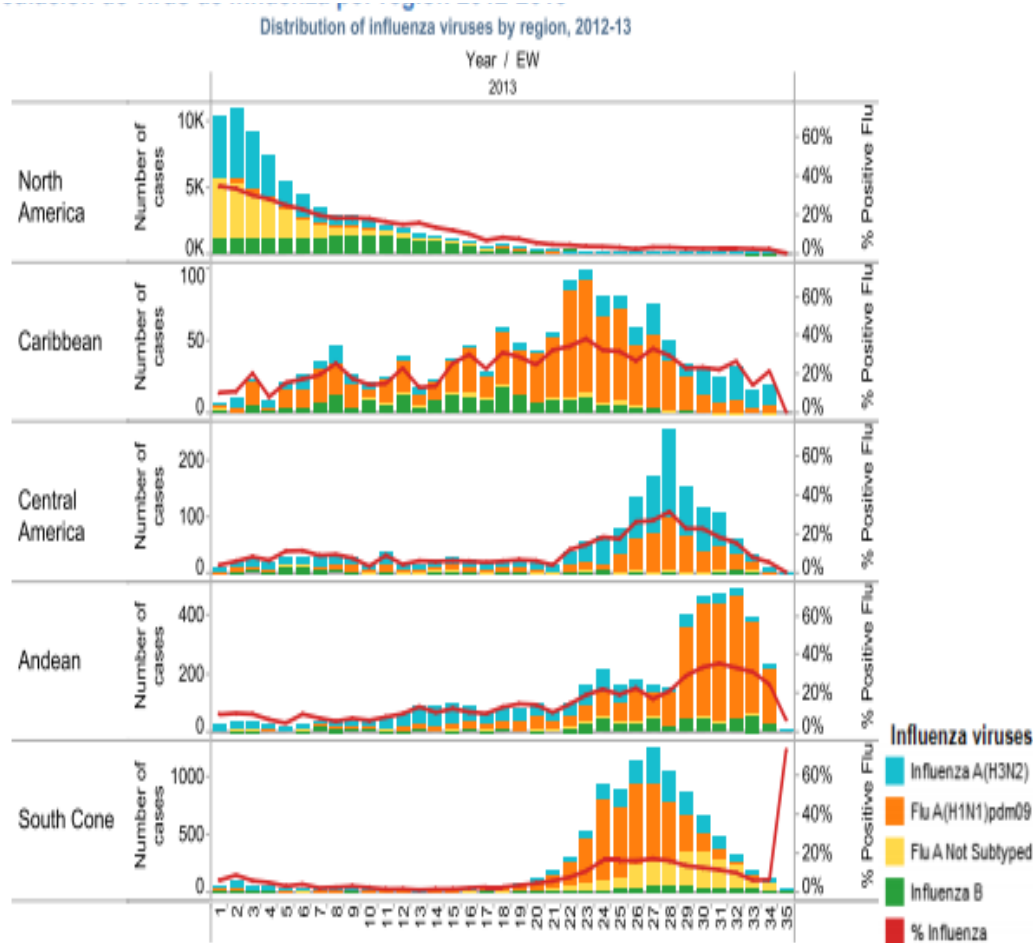 Distribution of influenza viruses by region, 2012-13
Year / EW
2013
North America
Number of cases
10K
5K
0K
60%
40%
20%
0%
% Positive Flu
Caribbean
Number of cases
100
50
0
60%
40%
20%
0%
% Positive Flu
Central America
Number of cases
200
100
0
60%
40%
20%
0%
% Positive Flu
Andean
Number of cases
400
200
0
60%
40%
20%
0%
% Positive Flu
South Cone
Number of cases
1000
500
0
60%
40%
20%
0%
% Positive Flu
1 2 3 4 5 6 7 8 9 10 11 12 13 14 15 16 17 18 19 20 21 22 23 24 25 26 27 28 29 30 31 32 33 34 35
Influenza viruses
Influenza A(H3N2)
Flu A(H1N1)pdm09
Flu A Not Subtyped
Influenza B
% Influenza